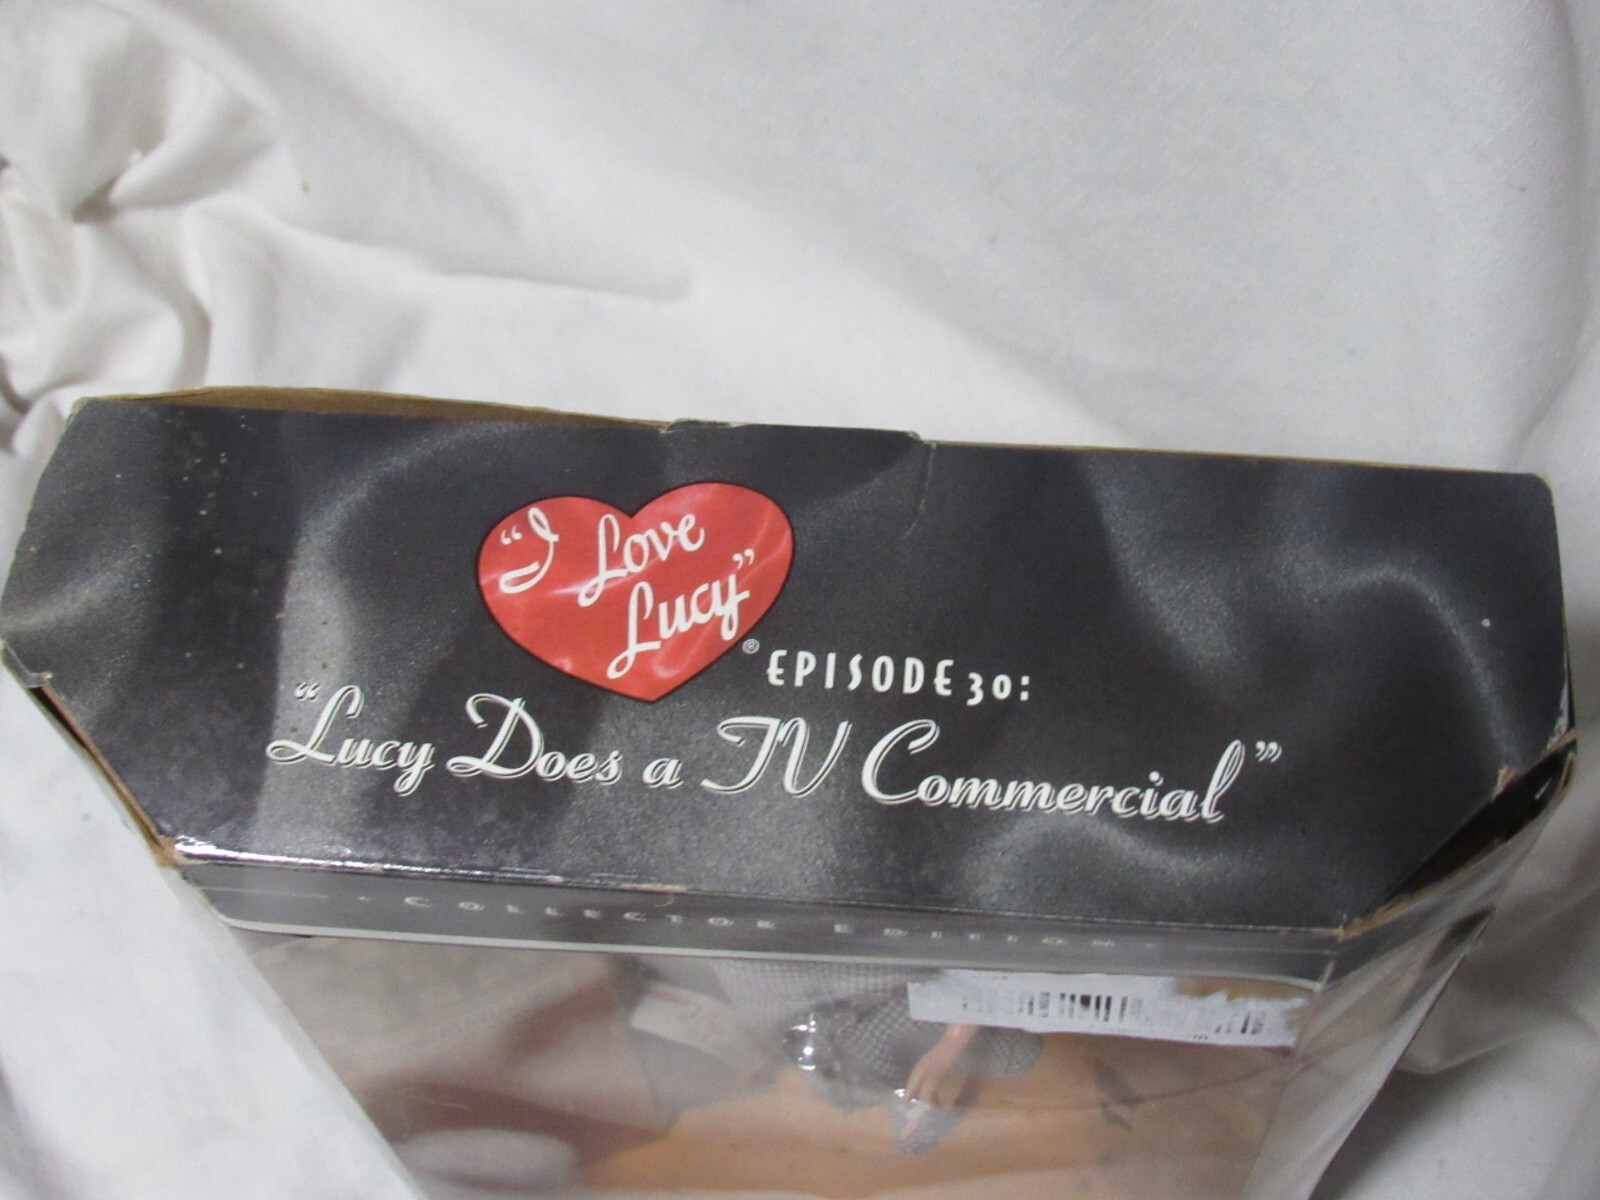 “I Love
Lucy”®
EPISODE 30:
“Lucy Does a TV Commercial”
• COLLECTOR EDITION •